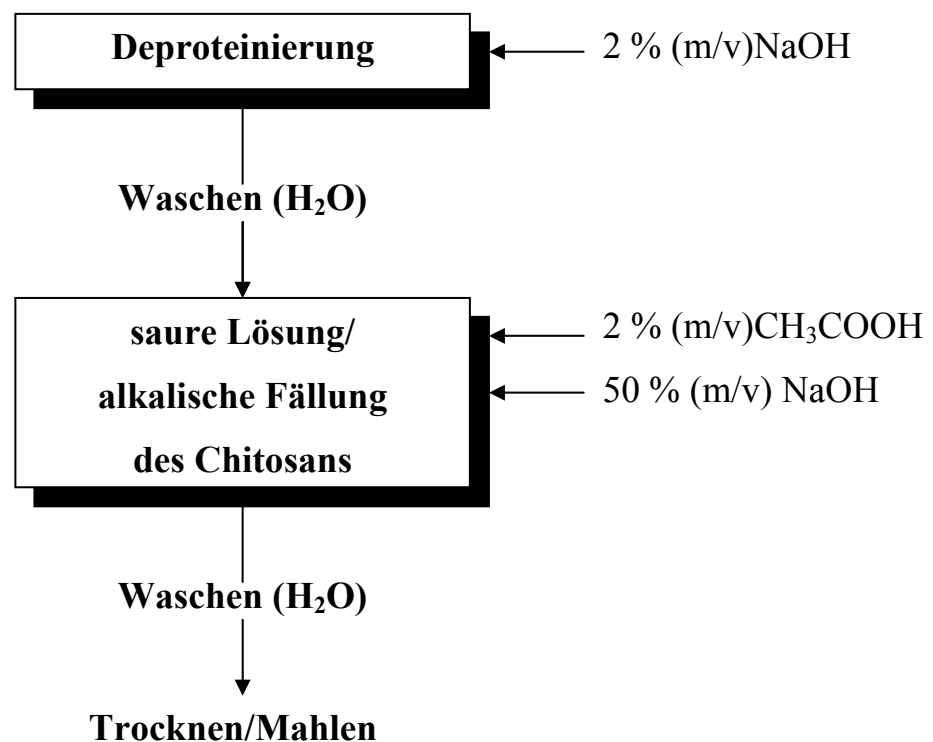 Deproteinierung
2 % (m/v)NaOH
Waschen (H₂O)
saure Lösung/
alkalische Fällung
des Chitosans
2 % (m/v)CH₃COOH
50 % (m/v) NaOH
Waschen (H₂O)
Trocknen/Mahlen